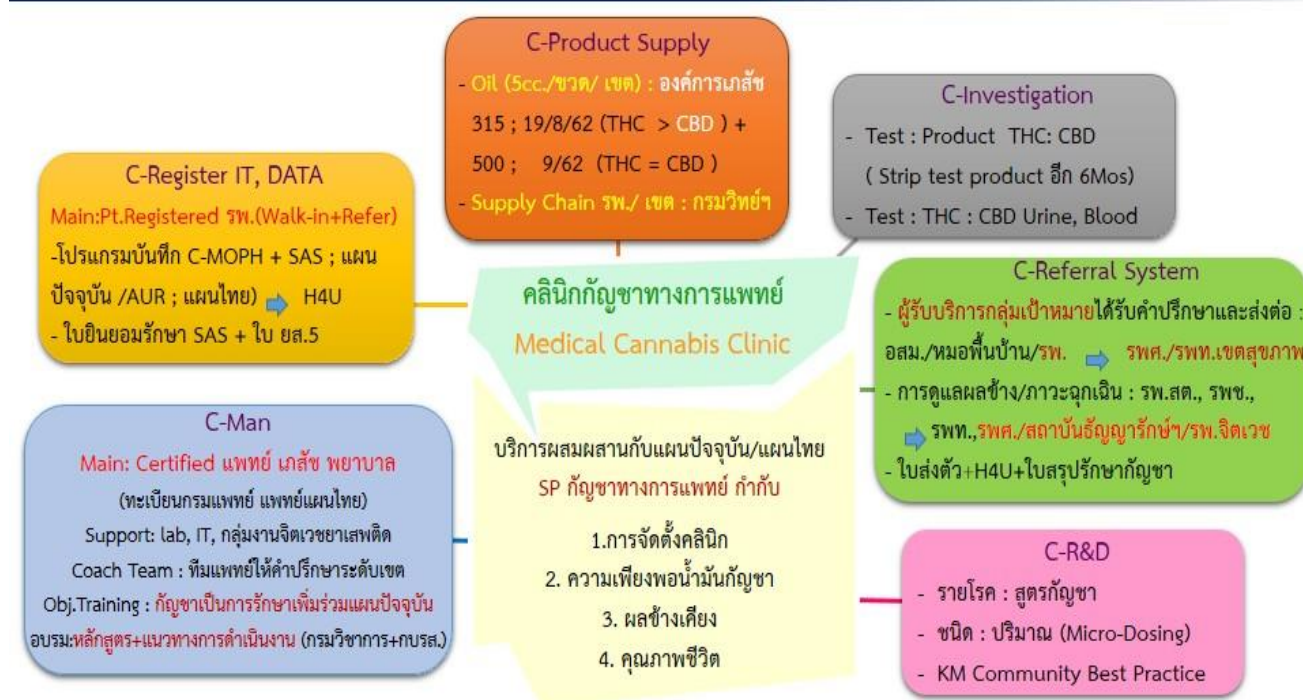 C-Product Supply
- Oil (5cc./ขวด/ เขต) : องค์การเภสัช
315 ; 19/8/62 (THC > CBD ) +
500 ; 9/62 (THC = CBD )
- Supply Chain รพ./ เขต : กรมวิทย์ฯ
C-Investigation
- Test : Product THC: CBD
( Strip test product อีก 6Mos)
- Test : THC : CBD Urine, Blood
C-Register IT, DATA
Main:Pt.Registered รพ.(Walk-in+Refer)
-โปรแกรมบันทึก C-MOPH + SAS ; แผน
ปัจจุบัน /AUR ; แผนไทย) H4U
- ใบยินยอมรักษา SAS + ใบ ยส.5
คลินิกกัญชาทางการแพทย์
Medical Cannabis Clinic
C-Referral System
- ผู้รับบริการกลุ่มเป้าหมายได้รับคำปรึกษาและส่งต่อ :
อสม./หมอพื้นบ้าน/รพ. รพศ./รพท.เขตสุขภาพ
- การดูแลผลข้าง/ภาวะฉุกเฉิน : รพ.สต., รพช.,
รพท.,รพศ./สถาบันธัญญารักษ์ฯ/รพ.จิตเวช
- ใบส่งตัว+H4U+ใบสรุปรักษากัญชา
C-Man
Main: Certified แพทย์ เภสัช พยาบาล
(ทะเบียนกรมแพทย์ แพทย์แผนไทย)
Support: lab, IT, กลุ่มงานจิตเวชยาเสพติด
Coach Team : ทีมแพทย์ให้คำปรึกษาระดับเขต
Obj.Training : กัญชาเป็นการรักษาเพิ่มร่วมแผนปัจจุบัน
อบรม:หลักสูตร+แนวทางการดำเนินงาน (กรมวิชาการ+กบรส.)
บริการผสมผสานกับแผนปัจจุบัน/แผนไทย
SP กัญชาทางการแพทย์ กำกับ
1.การจัดตั้งคลินิก
2. ความเพียงพอน้ำมันกัญชา
3. ผลข้างเคียง
4. คุณภาพชีวิต
C-R&D
- รายโรค : สูตรกัญชา
- ชนิด : ปริมาณ (Micro-Dosing)
- KM Community Best Practice